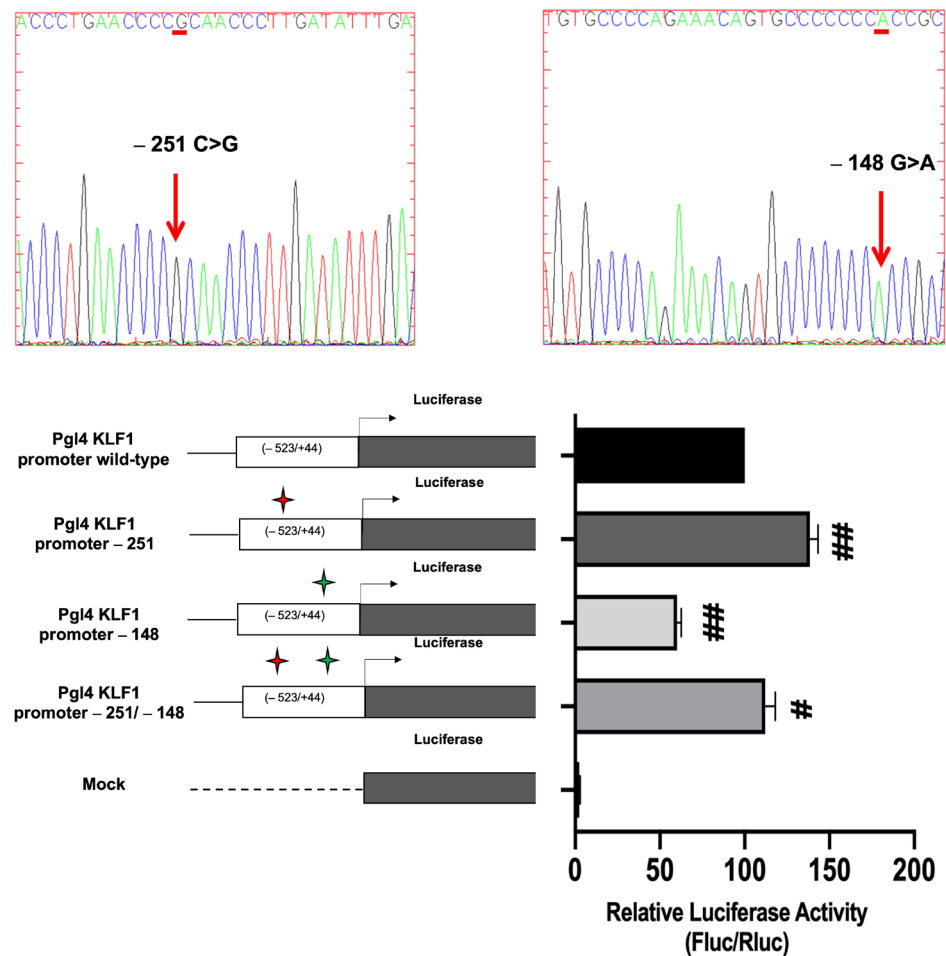 A C C C T G A A C C C C G C A A C C C T T G A T A T T T G A
T G T G C C C C A G A A A C A G T G C C C C C C C A C C G C
– 251 C>G
– 148 G>A
Luciferase
Pgl4 KLF1
promoter wild-type
(– 523/+44)
Luciferase
Pgl4 KLF1
promoter – 251
(– 523/+44)
##
Luciferase
Pgl4 KLF1
promoter – 148
(– 523/+44)
##
Luciferase
Pgl4 KLF1
promoter – 251/ – 148
(– 523/+44)
#
Luciferase
Mock
0 50 100 150 200
Relative Luciferase Activity
(Fluc/Rluc)